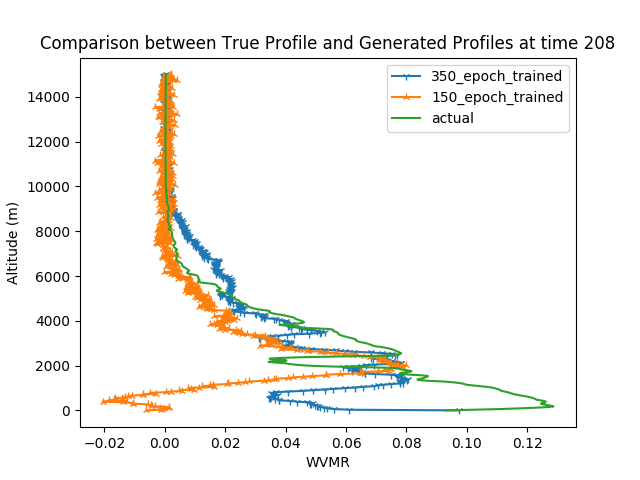 Comparison between True Profile and Generated Profiles at time 208
350_epoch_trained
150_epoch_trained
actual
Altitude (m)
14000
12000
10000
8000
6000
4000
2000
0
−0.02
0.00
0.02
0.04
0.06
0.08
0.10
0.12
WVMR